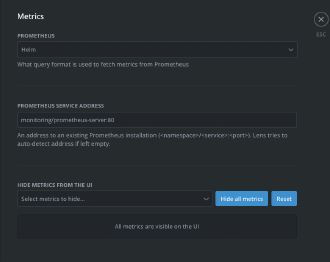 Metrics
ESC
PROMETHEUS
Helm
What query format is used to fetch metrics from Prometheus
PROMETHEUS SERVICE ADDRESS
monitoring/prometheus-server:80
An address to an existing Prometheus installation (<namespace>/<service>:<port>). Lens tries to
auto-detect address if left empty.
HIDE METRICS FROM THE UI
Select metrics to hide...
Hide all metrics
Reset
All metrics are visible on the UI